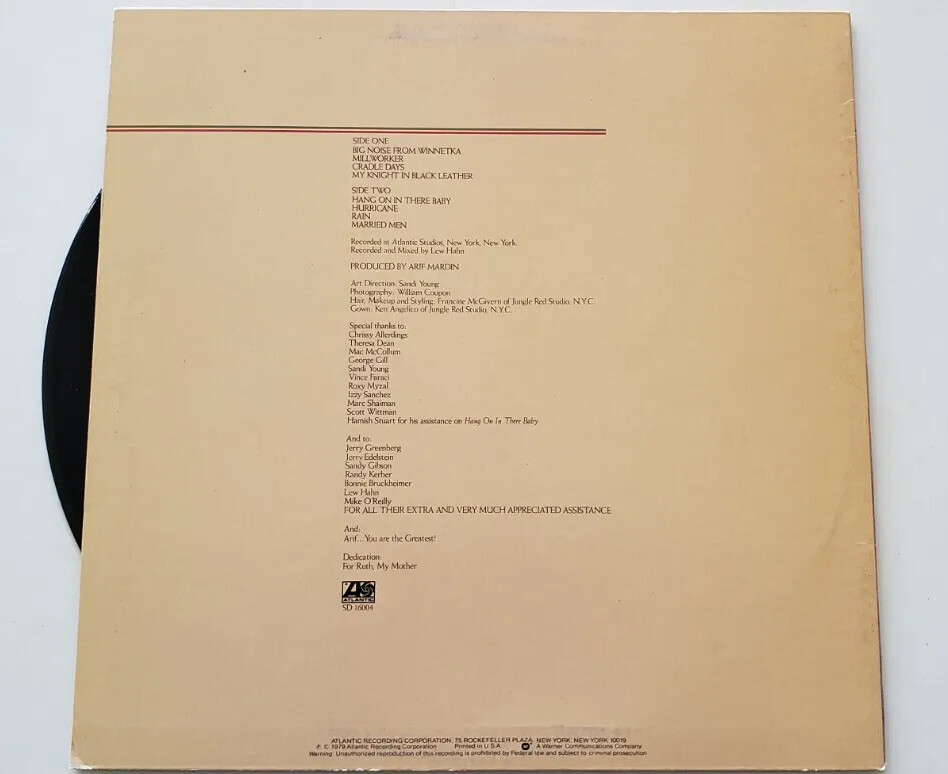 SIDE ONE
BIG NOISE FROM WINNETKA
MILLWORKER
CRADLE DAYS
MY KNIGHT IN BLACK LEATHER
SIDE TWO
HANG ON IN THERE BABY
HURRICANE
RAIN
MARRIED MEN
Recorded at Atlantic Studios, New York, New York.
Recorded and Mixed by Lew Hahn
PRODUCED BY ARIF MARDIN
Art Direction: Sandi Young
Photography: William Coupon
Hair, Makeup and Styling: Francine McGivern of Jungle Red Studio, N.Y.C.
Gown: Ken Angelico of Jungle Red Studio, N.Y.C.
Special thanks to:
Chrissy Allerdings
Theresa Dean
Mac McCollum
George Gill
Sandi Young
Vince Faraci
Roxy Myzal
Izzy Sanchez
Marc Shaiman
Scott Wittman
Hamish Stuart for his assistance on Hang On In There Baby
And to:
Jerry Greenberg
Jerry Edelstein
Sandy Gibson
Randy Kerber
Bonnie Bruckheimer
Lew Hahn
Mike O'Reilly
FOR ALL THEIR EXTRA AND VERY MUCH APPRECIATED ASSISTANCE
And:
Arif...You are the Greatest!
Dedication:
For Ruth, My Mother
ATLANTIC
SD 16004
ATLANTIC RECORDING CORPORATION, 75 ROCKEFELLER PLAZA, NEW YORK, NEW YORK 10019
℗ © 1979 Atlantic Recording Corporation Printed in U.S.A. A Warner Communications Company
Warning: Unauthorized reproduction of this recording is prohibited by Federal law and subject to criminal prosecution